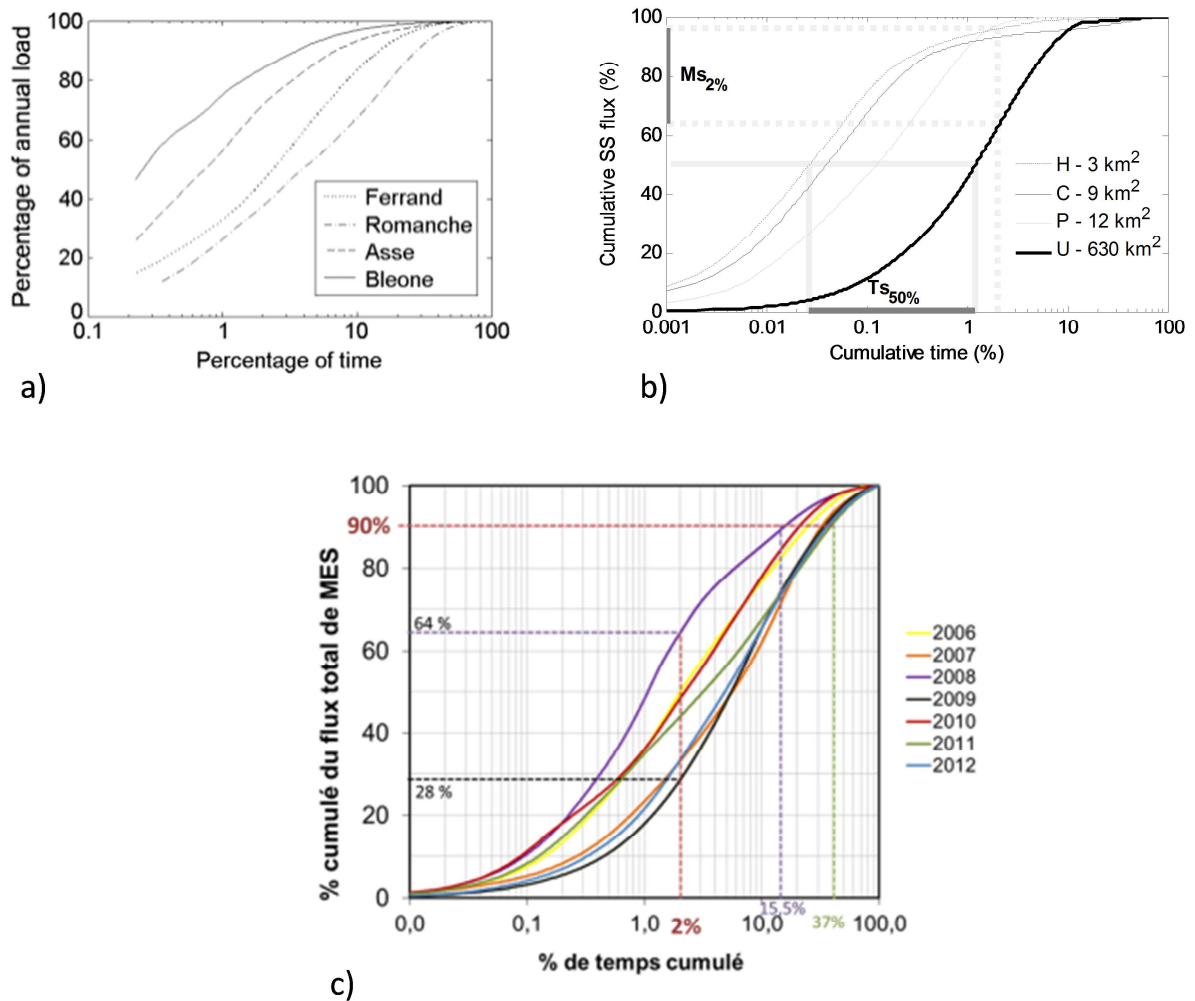 100
80
60
40
20
0
Percentage of annual load
Ferrand
Romanche
Asse
Bleone
0.1
1
10
100
Percentage of time
a)
100
80
60
40
20
0
Cumulative SS flux (%)
Ms2%
H - 3 km2
C - 9 km2
P - 12 km2
U - 630 km2
Ts50%
0.001
0.01
0.1
1
10
100
Cumulative time (%)
b)
100
90%
80
60
40
20
0
% cumulé du flux total de MES
64 %
28 %
2006
2007
2008
2009
2010
2011
2012
0,0
0,1
1,0
2%
10,0
15,5%
37%
100,0
% de temps cumulé
c)